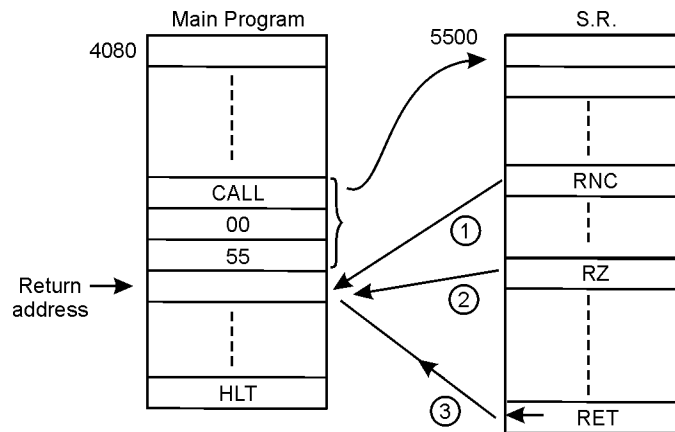 Main Program
S.R.
4080
5500
CALL
00
55
Return
address
HLT
RNC
1
RZ
2
3
RET